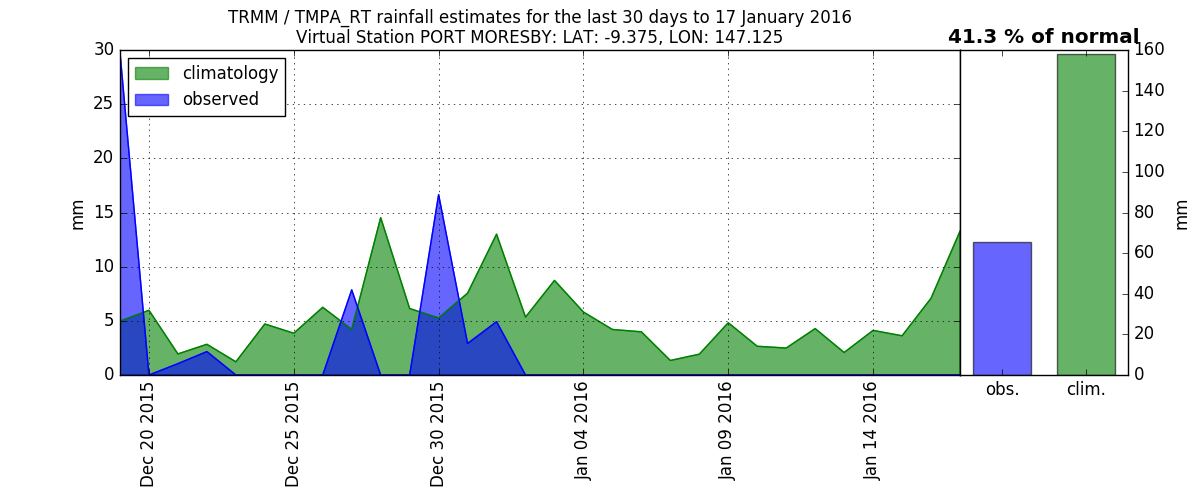 TRMM / TMPA_RT rainfall estimates for the last 30 days to 17 January 2016
Virtual Station PORT MORESBY: LAT: -9.375, LON: 147.125
41.3 % of normal
climatology
observed
30
25
20
15
10
5
0
mm
Dec 20 2015
Dec 25 2015
Dec 30 2015
Jan 04 2016
Jan 09 2016
Jan 14 2016
160
140
120
100
80
60
40
20
0
mm
obs.
clim.